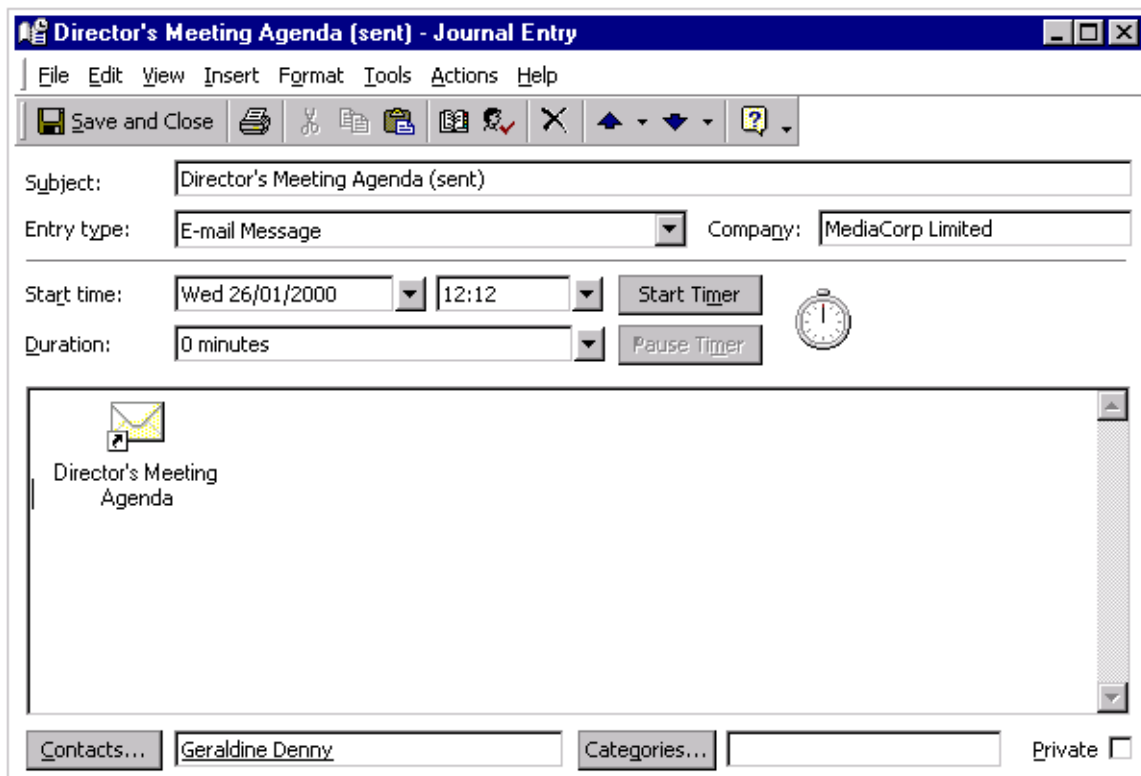 Director's Meeting Agenda (sent) - Journal Entry
File Edit View Insert Format Tools Actions Help
Save and Close
Subject: Director's Meeting Agenda (sent)
Entry type: E-mail Message Company: MediaCorp Limited
Start time: Wed 26/01/2000 12:12 Start Timer
Duration: 0 minutes Pause Timer
Director's Meeting
Agenda
Contacts... Geraldine Denny Categories... Private